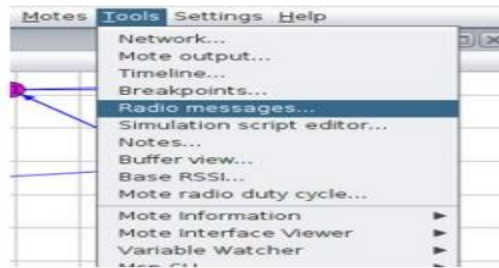 Motes Tools Settings Help
Network...
Mote output...
Timeline...
Breakpoints...
Radio messages...
Simulation script editor...
Notes...
Buffer view...
Base RSSI...
Mote radio duty cycle...
Mote Information
Mote Interface Viewer
Variable Watcher